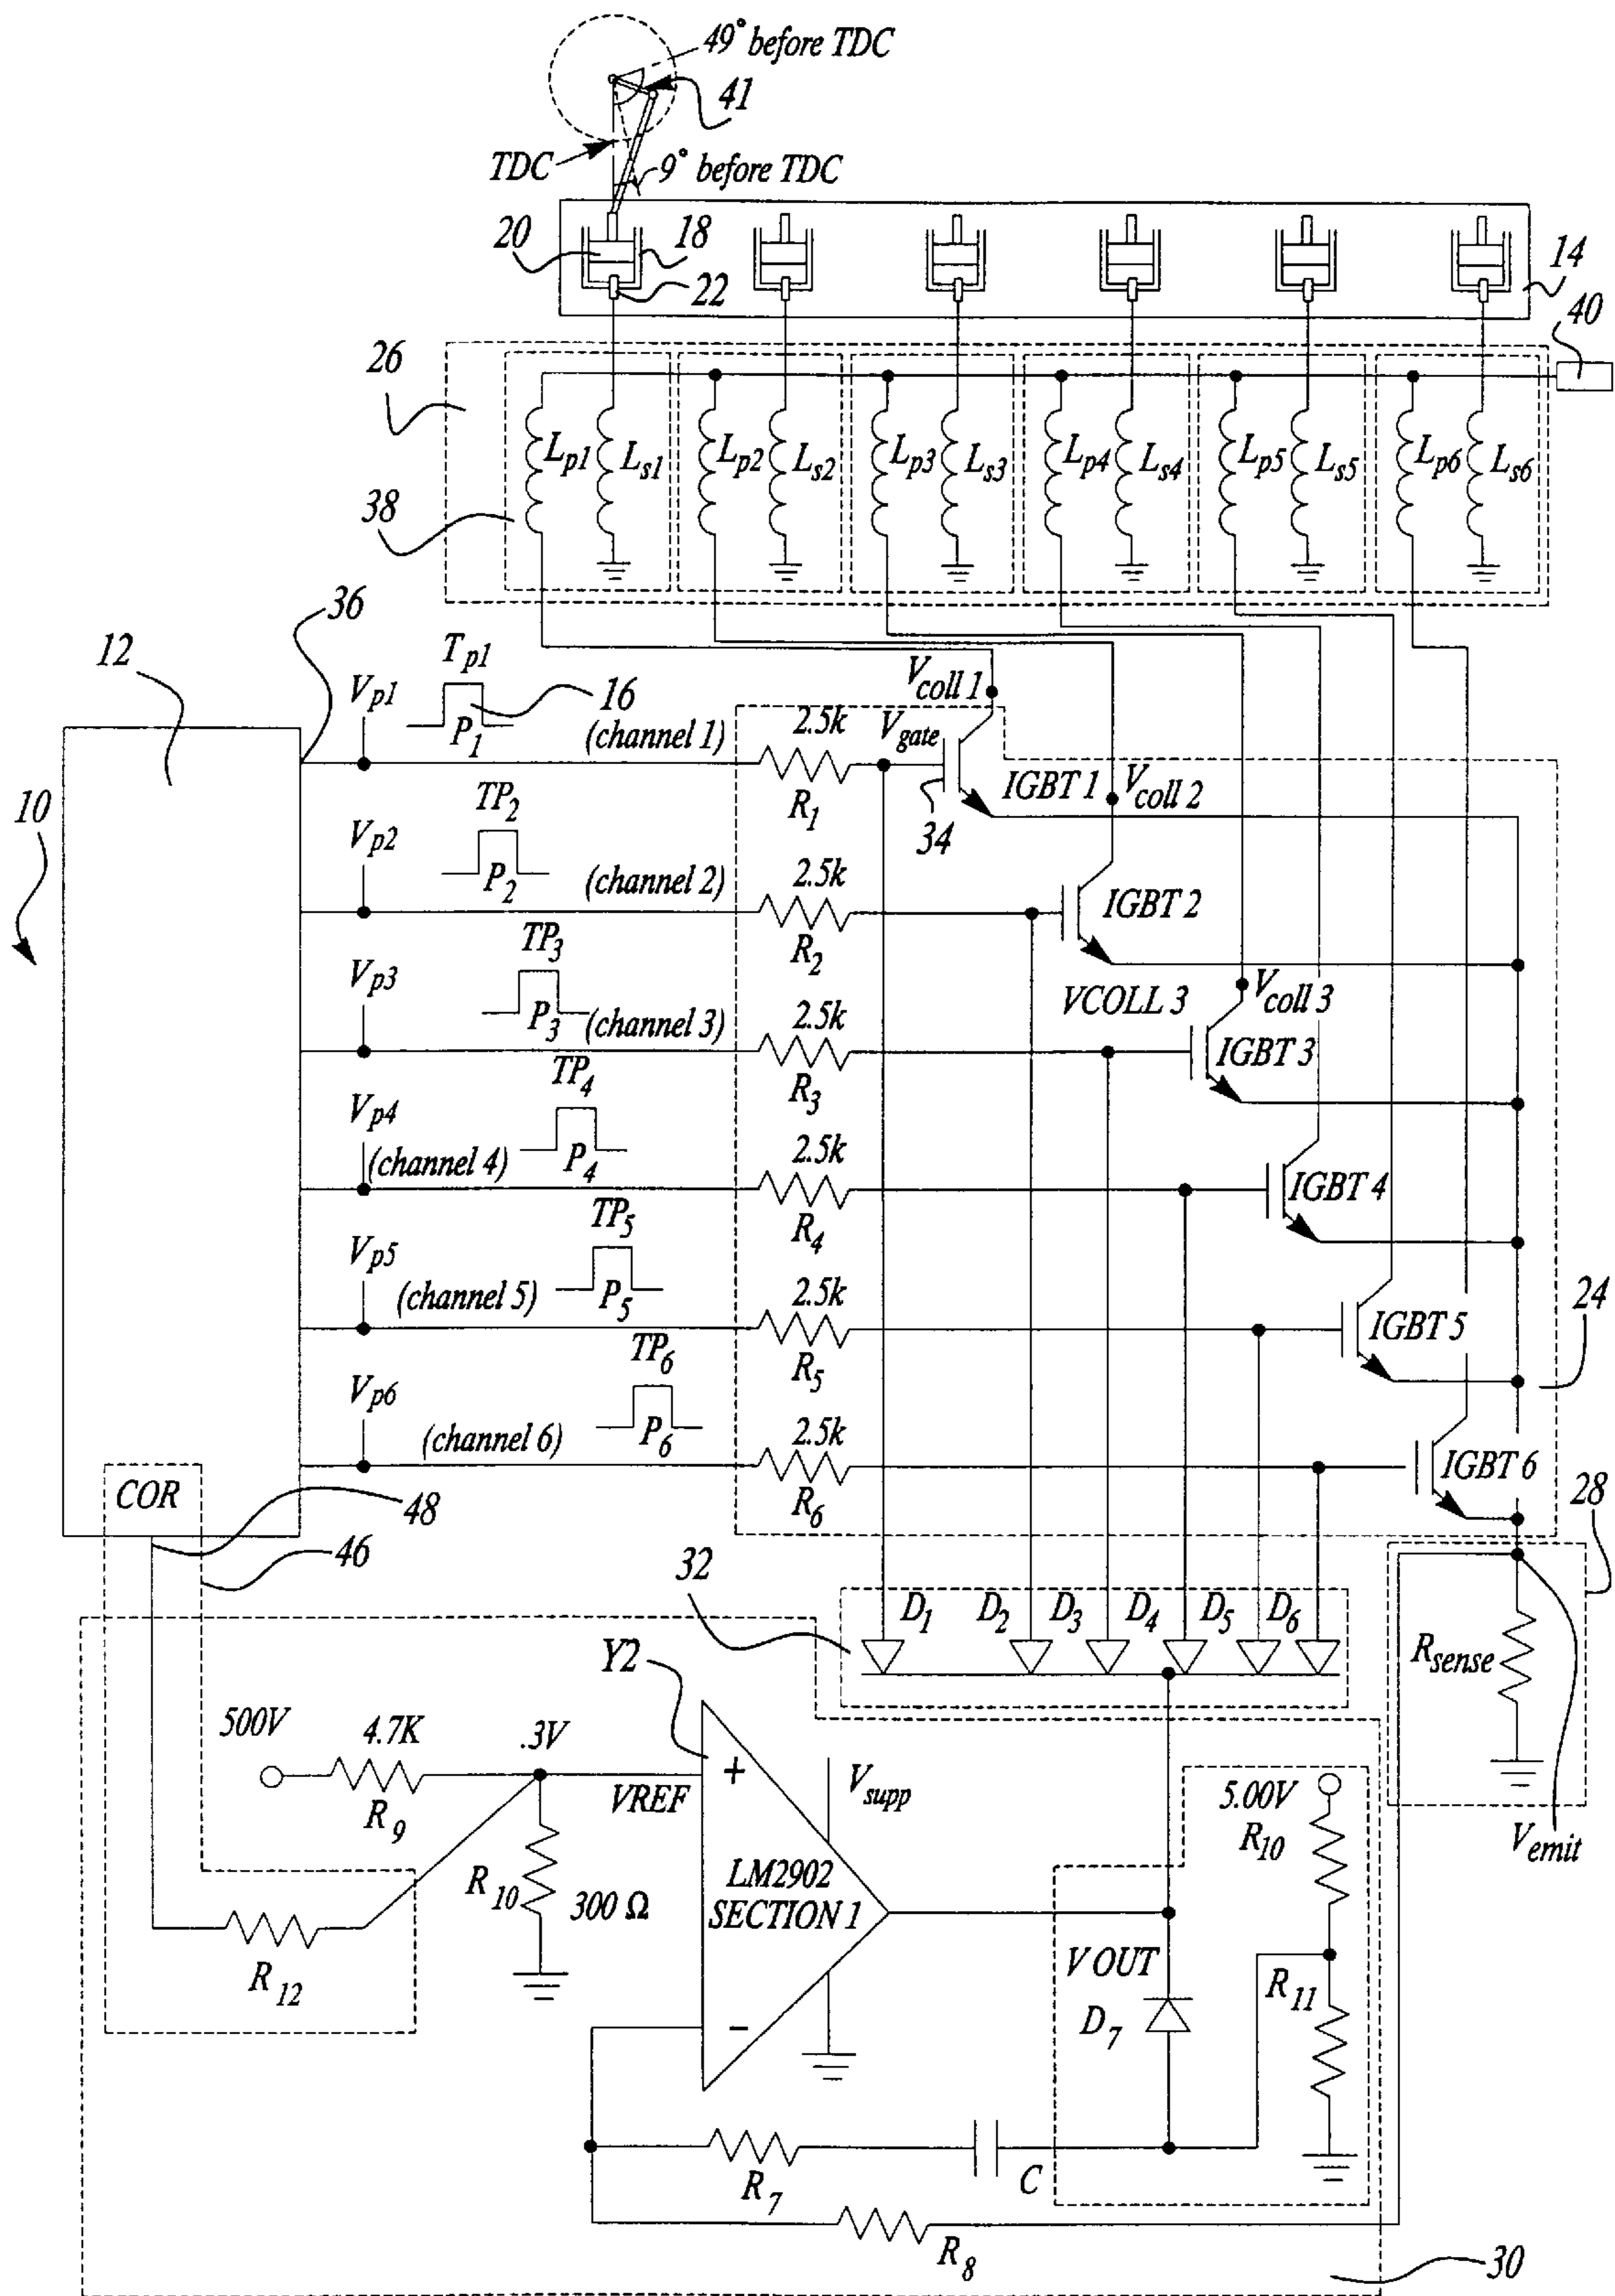 49° before TDC
41
TDC
9° before TDC
20
18
22
14
40
26
Lp1 Ls1 Lp2 Ls2 Lp3 Ls3 Lp4 Ls4 Lp5 Ls5 Lp6 Ls6
38
36
12
10
Vp1
Tp1
P1
16
(channel 1)
2.5k
R1
Vgate
Vcoll 1
IGBT 1
34
Vp2
TP2
P2
(channel 2)
2.5k
R2
Vcoll 2
IGBT 2
Vp3
TP3
P3
(channel 3)
2.5k
R3
VCOLL 3
Vcoll 3
IGBT 3
Vp4
TP4
P4
(channel 4)
2.5k
R4
IGBT 4
Vp5
TP5
P5
(channel 5)
2.5k
R5
IGBT 5
24
Vp6
TP6
P6
(channel 6)
2.5k
R6
IGBT 6
28
COR
48
46
32
D1 D2 D3 D4 D5 D6
Rsense
Vemit
Y2
500V
4.7K
R9
.3V
VREF
+
Vsupp
LM2902
SECTION 1
-
R10
300 Ω
R12
5.00V
R10
V OUT
R11
D7
R7
C
R8
30